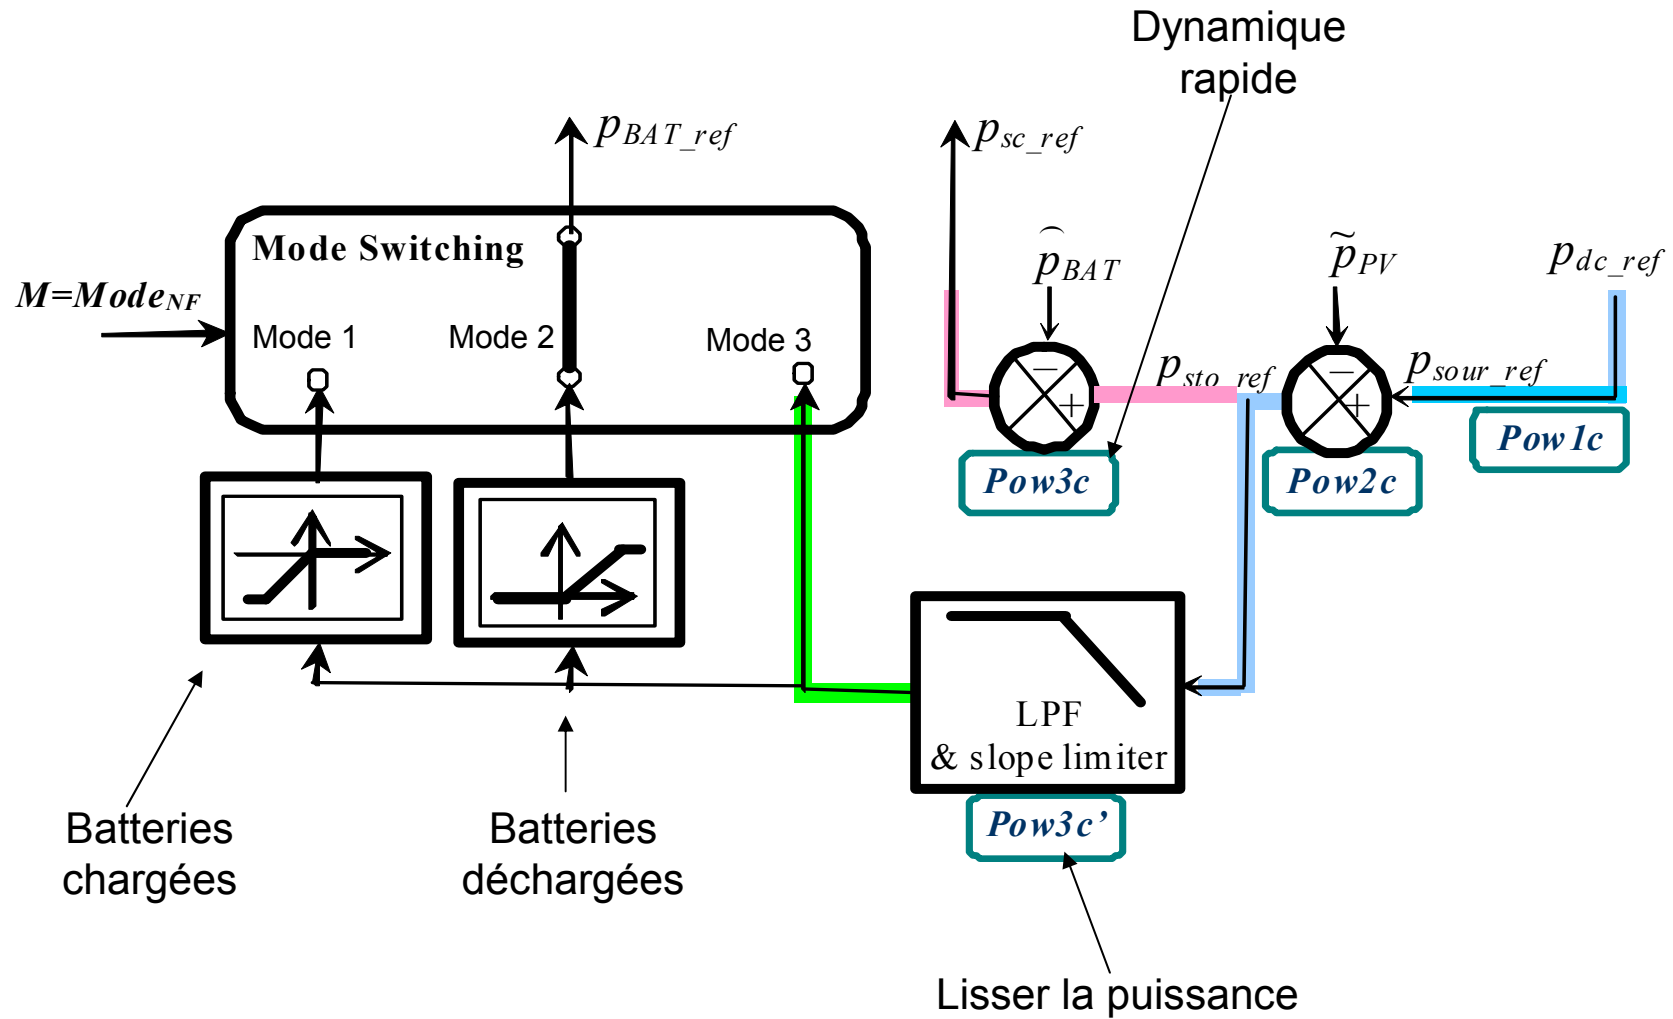 Dynamique
rapide
p_BAT_ref
p_sc_ref
p̂_BAT
p̃_PV
p_dc_ref
Mode Switching
M=Mode_NF
Mode 1
Mode 2
Mode 3
p_sto_ref
p_sour_ref
−
+
−
+
Pow1c
Pow3c
Pow2c
LPF
& slope limiter
Pow3c’
Batteries
chargées
Batteries
déchargées
Lisser la puissance